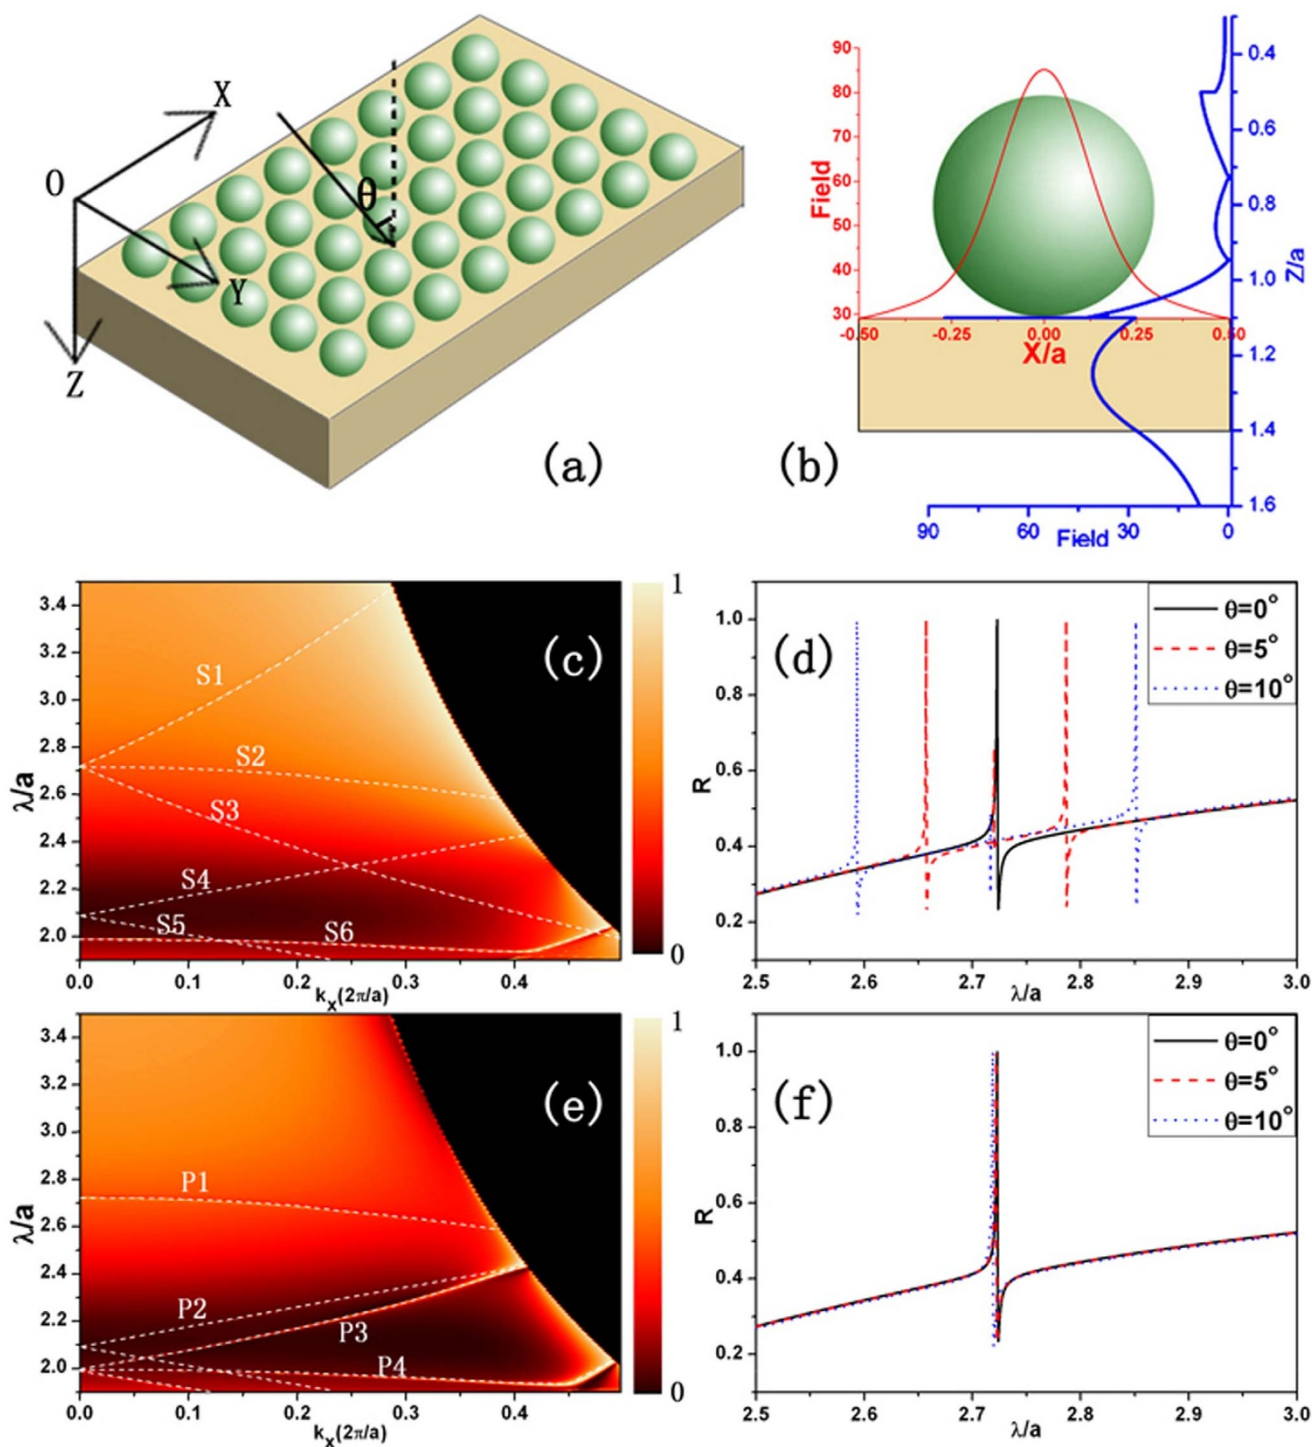 X
O
θ
Y
Z
(a)
90
80
70
60
50
40
30
Field
-0.50
-0.25
0.00
0.25
0.50
X/a
0.4
0.6
0.8
1.0
1.2
1.4
1.6
Z/a
90
60
30
0
Field
(b)
3.4
3.2
3.0
2.8
2.6
2.4
2.2
2.0
λ/a
S1
S2
S3
S4
S5
S6
(c)
1
0
0.0
0.1
0.2
0.3
0.4
kx(2π/a)
1.0
0.8
0.6
0.4
0.2
R
(d)
θ=0°
θ=5°
θ=10°
2.5
2.6
2.7
2.8
2.9
3.0
λ/a
3.4
3.2
3.0
2.8
2.6
2.4
2.2
2.0
λ/a
P1
P2
P3
P4
(e)
1
0
0.0
0.1
0.2
0.3
0.4
kx(2π/a)
1.0
0.8
0.6
0.4
0.2
R
(f)
θ=0°
θ=5°
θ=10°
2.5
2.6
2.7
2.8
2.9
3.0
λ/a